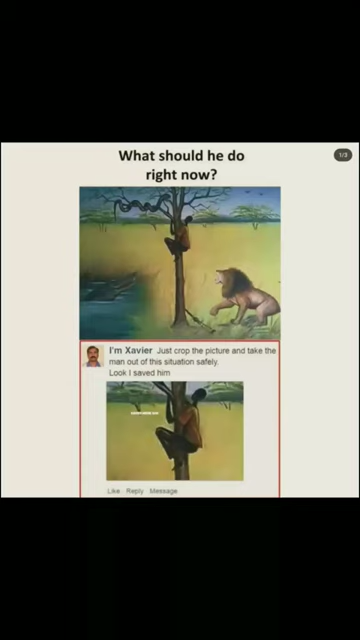 What should he do
right now?
1/3
I'm Xavier Just crop the picture and take the
man out of this situation safely.
Look I saved him
Like Reply Message